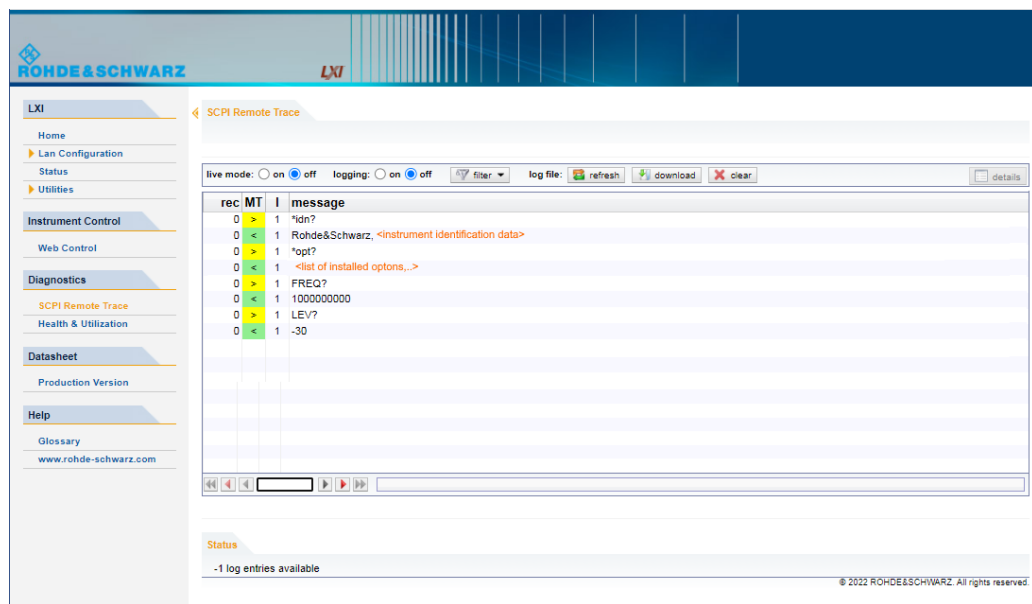 ROHDE&SCHWARZ
LXI
LXI
Home
Lan Configuration
Status
Utilities
Instrument Control
Web Control
Diagnostics
SCPI Remote Trace
Health & Utilization
Datasheet
Production Version
Help
Glossary
www.rohde-schwarz.com
SCPI Remote Trace
live mode: on off logging: on off filter log file: refresh download clear details
rec MT I message
0 > 1 *idn?
0 < 1 Rohde&Schwarz, <instrument identification data>
0 > 1 *opt?
0 < 1 <list of installed optons,..>
0 > 1 FREQ?
0 < 1 1000000000
0 > 1 LEV?
0 < 1 -30
Status
-1 log entries available
© 2022 ROHDE&SCHWARZ. All rights reserved.